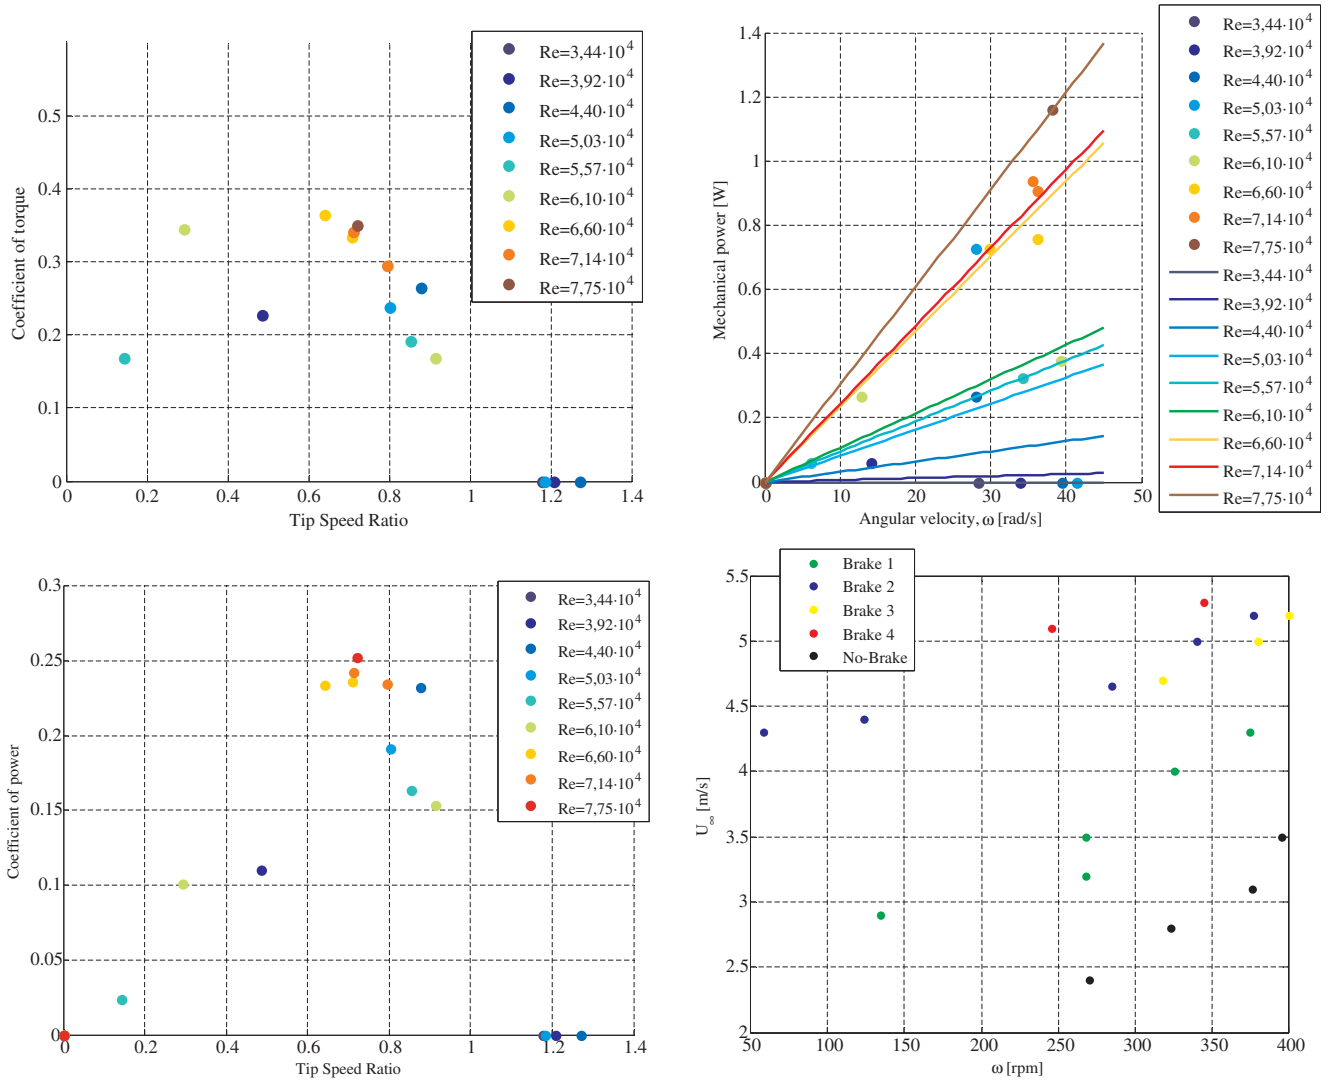 Re=3,44·10^4
Re=3,92·10^4
Re=4,40·10^4
Re=5,03·10^4
Re=5,57·10^4
Re=6,10·10^4
Re=6,60·10^4
Re=7,14·10^4
Re=7,75·10^4
0.5
0.4
0.3
0.2
0.1
0
0 0.2 0.4 0.6 0.8 1 1.2 1.4
Coefficient of torque
Tip Speed Ratio
Re=3,44·10^4
Re=3,92·10^4
Re=4,40·10^4
Re=5,03·10^4
Re=5,57·10^4
Re=6,10·10^4
Re=6,60·10^4
Re=7,14·10^4
Re=7,75·10^4
Re=3,44·10^4
Re=3,92·10^4
Re=4,40·10^4
Re=5,03·10^4
Re=5,57·10^4
Re=6,10·10^4
Re=6,60·10^4
Re=7,14·10^4
Re=7,75·10^4
1.4
1.2
1
0.8
0.6
0.4
0.2
0
0 10 20 30 40 50
Mechanical power [W]
Angular velocity, ω [rad/s]
Re=3,44·10^4
Re=3,92·10^4
Re=4,40·10^4
Re=5,03·10^4
Re=5,57·10^4
Re=6,10·10^4
Re=6,60·10^4
Re=7,14·10^4
Re=7,75·10^4
0.3
0.25
0.2
0.15
0.1
0.05
0
0 0.2 0.4 0.6 0.8 1 1.2 1.4
Coefficient of power
Tip Speed Ratio
Brake 1
Brake 2
Brake 3
Brake 4
No-Brake
5.5
5
4.5
4
3.5
3
2.5
2
50 100 150 200 250 300 350 400
U∞ [m/s]
ω [rpm]